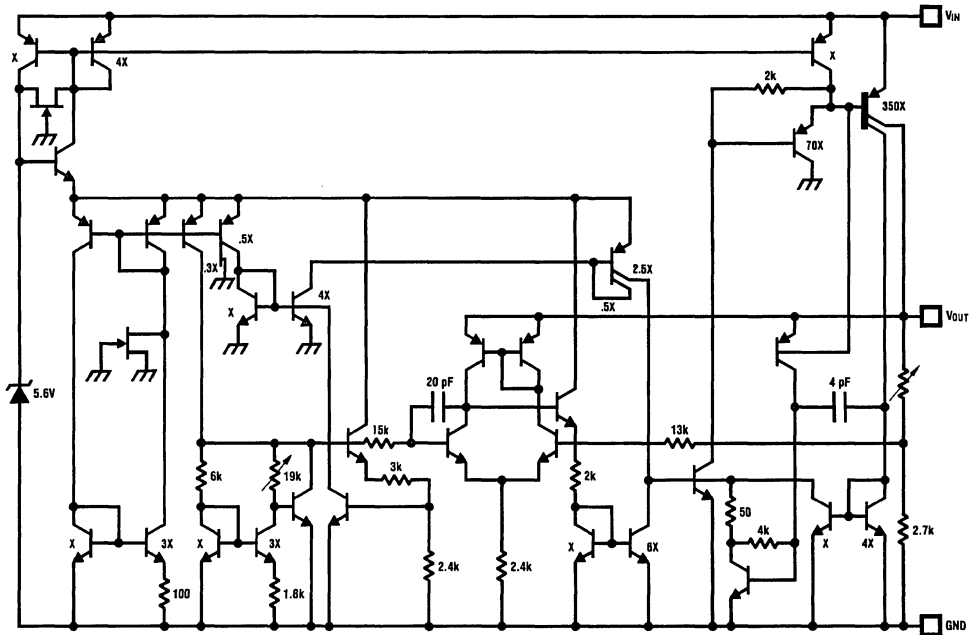 VIN
X
4X
X
2k
350X
70X
.5X
.3X
4X
X
2.5X
.5X
VOUT
5.6V
20 pF
4 pF
15k
13k
6k
19k
3k
2k
50
4k
X
3X
X
3X
X
6X
X
4X
2.7k
100
1.8k
2.4k
2.4k
GND